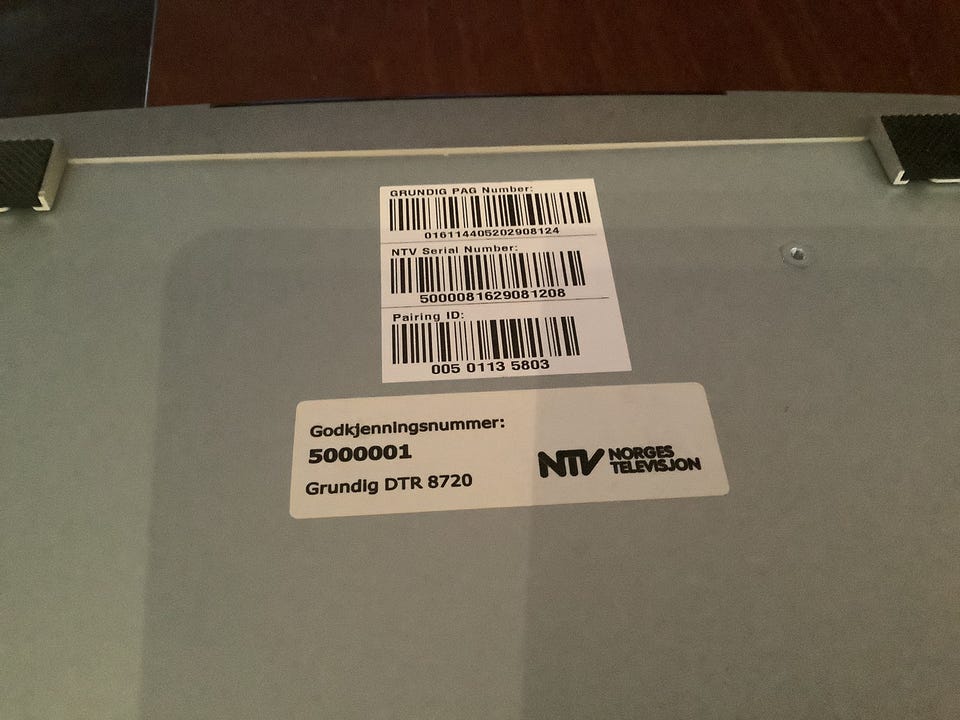 GRUNDIG PAG Number:
016114405202908124
NTV Serial Number:
5000081629081208
Pairing ID:
005 0113 5803
Godkjenningsnummer:
5000001
Grundig DTR 8720
NTV NORGES
TELEVISJON